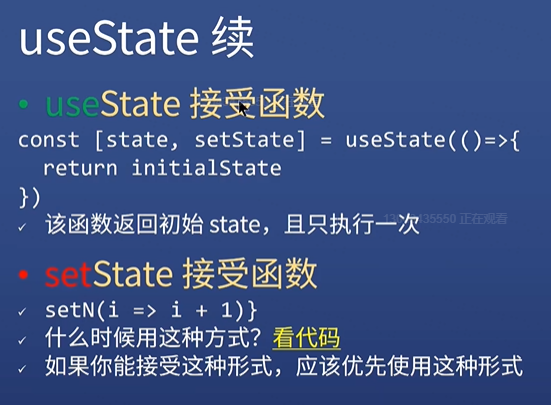 useState 续
• useState 接受函数
const [state, setState] = useState(()=>{
  return initialState
})
✓ 该函数返回初始 state，且只执行一次
正在观看
• setState 接受函数
✓ setN(i => i + 1)}
✓ 什么时候用这种方式？看代码
✓ 如果你能接受这种形式，应该优先使用这种形式